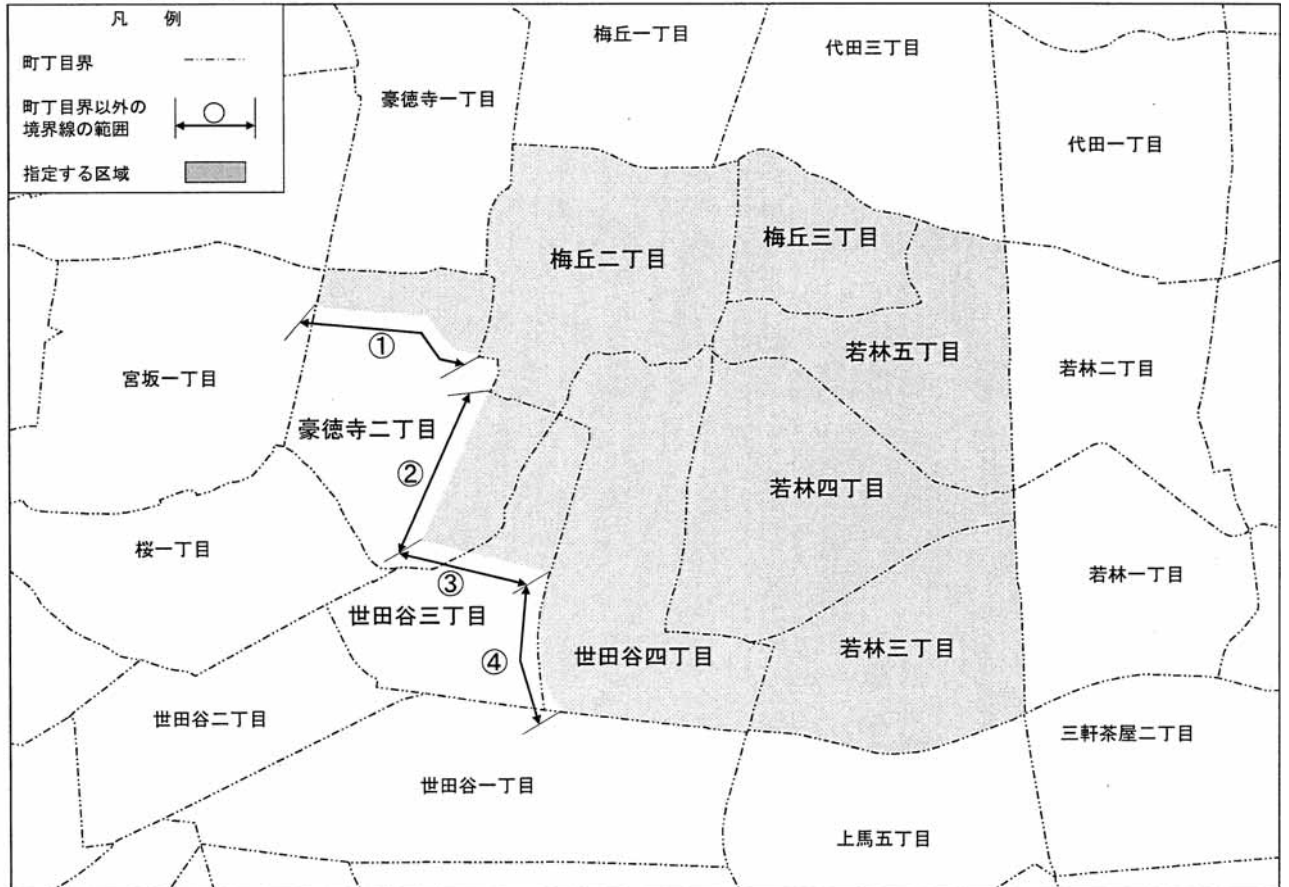 凡 例
町丁目界
町丁目界以外の
境界線の範囲
指定する区域
梅丘一丁目
代田三丁目
豪徳寺一丁目
代田一丁目
梅丘二丁目
梅丘三丁目
①
若林五丁目
宮坂一丁目
若林二丁目
豪徳寺二丁目
②
若林四丁目
桜一丁目
③
若林一丁目
世田谷三丁目
④
世田谷四丁目
若林三丁目
世田谷二丁目
三軒茶屋二丁目
世田谷一丁目
上馬五丁目